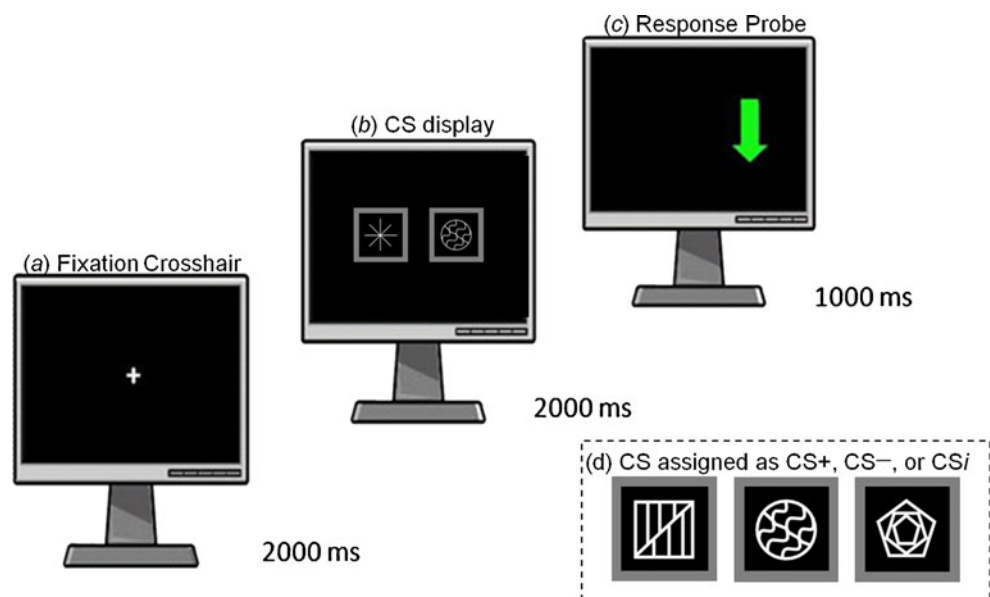 (c) Response Probe
(b) CS display
(a) Fixation Crosshair
1000 ms
2000 ms
2000 ms
(d) CS assigned as CS+, CS−, or CSi